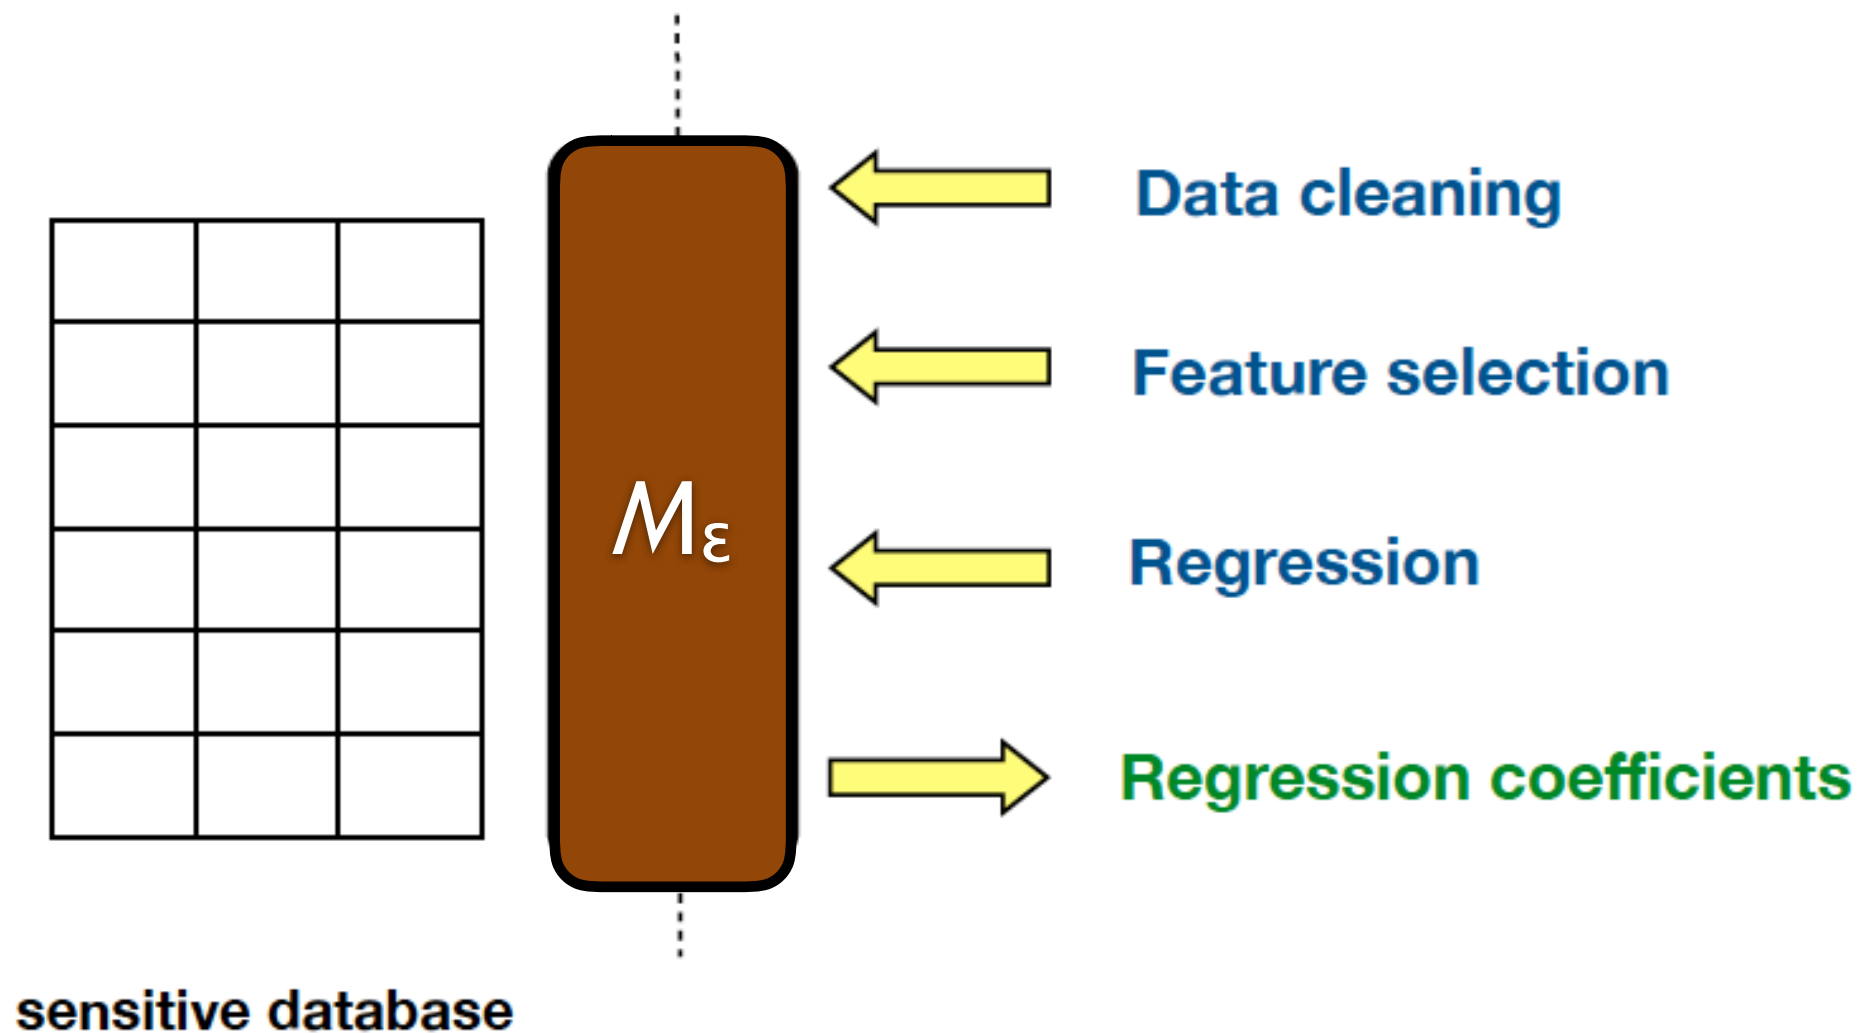 Data cleaning
Feature selection
Mε
Regression
Regression coefficients
sensitive database